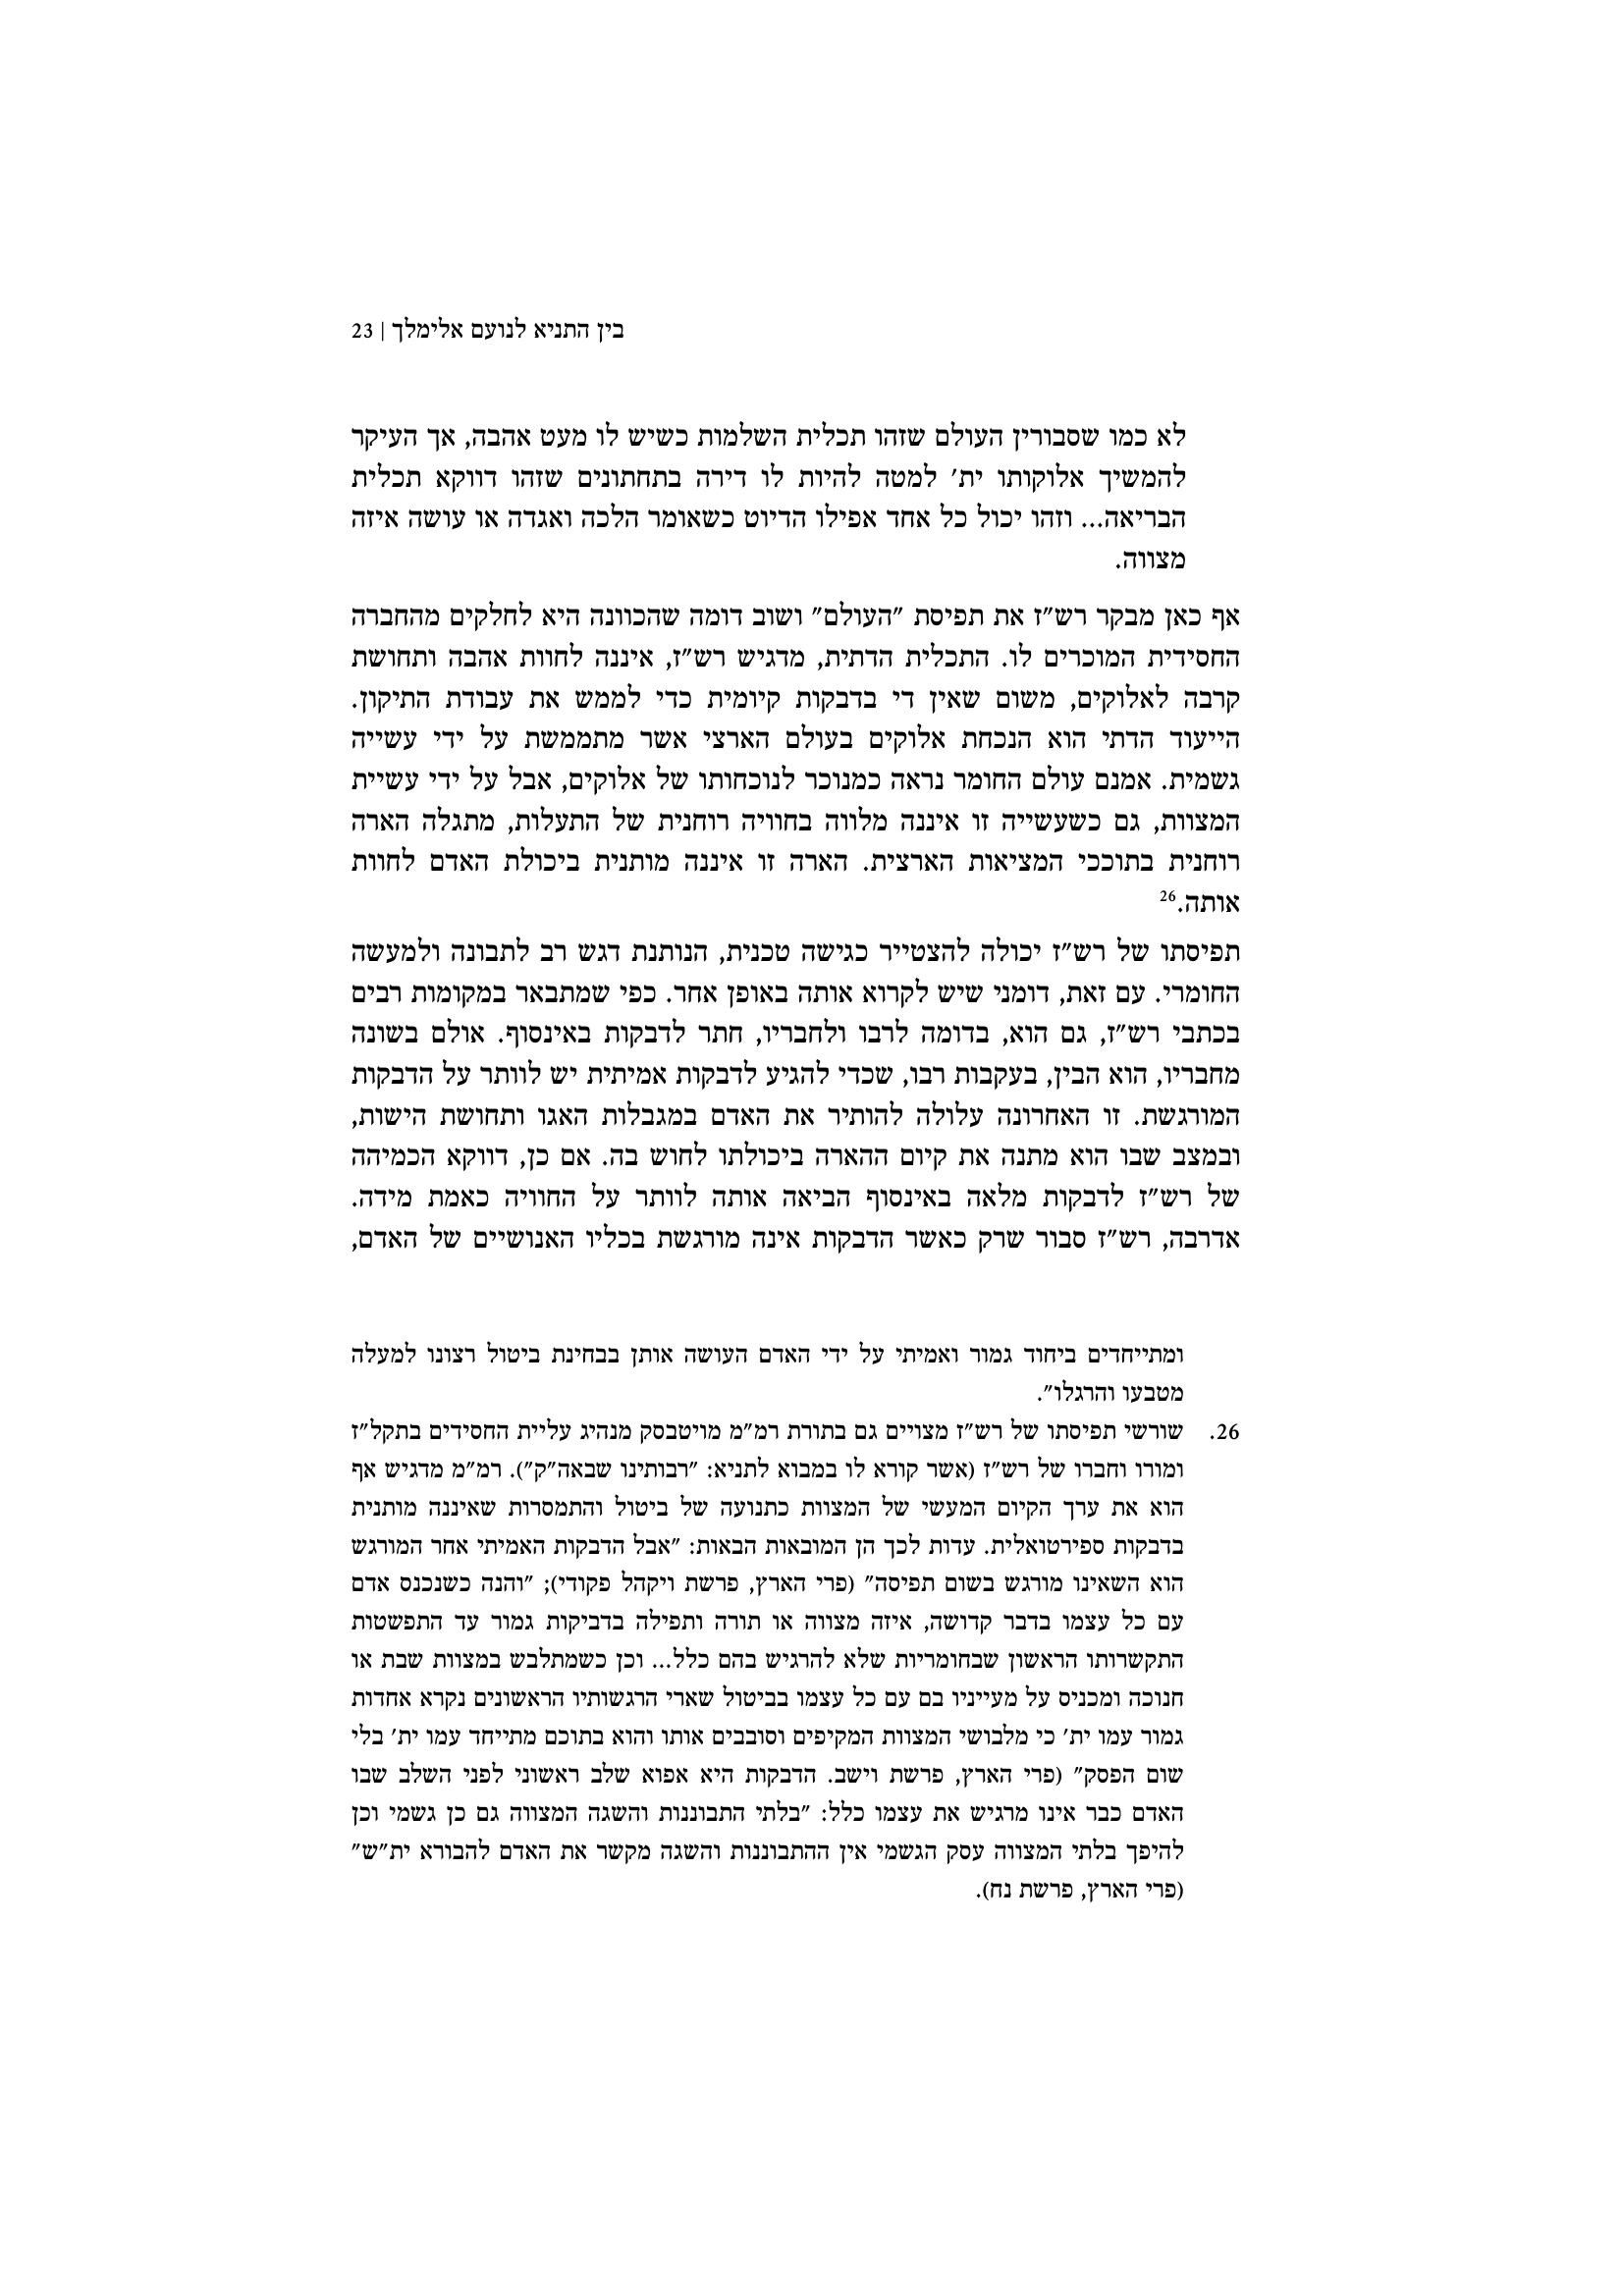 בין התניא לנועם אלימלך | 23
לא כמו שסבורין העולם שזהו תכלית השלמות כשיש לו מעט אהבה, אך העיקר
להמשיך אלוקותו ית׳ למטה להיות לו דירה בתחתונים שזהו דווקא תכלית
הבריאה... וזהו יכול כל אחד אפילו הדיוט כשאומר הלכה ואגדה או עושה איזה
מצווה.
אף כאן מבקר רש״ז את תפיסת ״העולם״ ושוב דומה שהכוונה היא לחלקים מהחברה
החסידית המוכרים לו. התכלית הדתית, מדגיש רש״ז, איננה לחוות אהבה ותחושת
קרבה לאלוקים, משום שאין די בדבקות קיומית כדי לממש את עבודת התיקון.
הייעוד הדתי הוא הנכחת אלוקים בעולם הארצי אשר מתממשת על ידי עשייה
גשמית. אמנם עולם החומר נראה כמנוכר לנוכחותו של אלוקים, אבל על ידי עשיית
המצוות, גם כשעשייה זו איננה מלווה בחוויה רוחנית של התעלות, מתגלה הארה
רוחנית בתוככי המציאות הארצית. הארה זו איננה מותנית ביכולת האדם לחוות
אותה.26
תפיסתו של רש״ז יכולה להצטייר כגישה טכנית, הנותנת דגש רב לתבונה ולמעשה
החומרי. עם זאת, דומני שיש לקרוא אותה באופן אחר. כפי שמתבאר במקומות רבים
בכתבי רש״ז, גם הוא, בדומה לרבו ולחבריו, חתר לדבקות באינסוף. אולם בשונה
מחבריו, הוא הבין, בעקבות רבו, שכדי להגיע לדבקות אמיתית יש לוותר על הדבקות
המורגשת. זו האחרונה עלולה להותיר את האדם במגבלות האגו ותחושת הישות,
ובמצב שבו הוא מתנה את קיום ההארה ביכולתו לחוש בה. אם כן, דווקא הכמיהה
של רש״ז לדבקות מלאה באינסוף הביאה אותה לוותר על החוויה כאמת מידה.
אדרבה, רש״ז סבור שרק כאשר הדבקות אינה מורגשת בכליו האנושיים של האדם,
ומתייחדים ביחוד גמור ואמיתי על ידי האדם העושה אותן בבחינת ביטול רצונו למעלה
מטבעו והרגלו״.
26. שורשי תפיסתו של רש״ז מצויים גם בתורת רמ״מ מויטבסק מנהיג עליית החסידים בתקל״ז
ומורו וחברו של רש״ז (אשר קורא לו במבוא לתניא: ״רבותינו שבאה״ק״). רמ״מ מדגיש אף
הוא את ערך הקיום המעשי של המצוות כתנועה של ביטול והתמסרות שאיננה מותנית
בדבקות ספירטואלית. עדות לכך הן המובאות הבאות: ״אבל הדבקות האמיתי אחר המורגש
הוא השאינו מורגש בשום תפיסה״ (פרי הארץ, פרשת ויקהל פקודי); ״והנה כשנכנס אדם
עם כל עצמו בדבר קדושה, איזה מצווה או תורה ותפילה בדביקות גמור עד התפשטות
התקשרותו הראשון שבחומריות שלא להרגיש בהם כלל... וכן כשמתלבש במצוות שבת או
חנוכה ומכניס על מעייניו בם עם כל עצמו בביטול שארי הרגשותיו הראשונים נקרא אחדות
גמור עמו ית׳ כי מלבושי המצוות המקיפים וסובבים אותו והוא בתוכם מתייחד עמו ית׳ בלי
שום הפסק״ (פרי הארץ, פרשת וישב. הדבקות היא אפוא שלב ראשוני לפני השלב שבו
האדם כבר אינו מרגיש את עצמו כלל: ״בלתי התבוננות והשגה המצווה גם כן גשמי וכן
להיפך בלתי המצווה עסק הגשמי אין ההתבוננות והשגה מקשר את האדם להבורא ית״ש״
(פרי הארץ, פרשת נח).